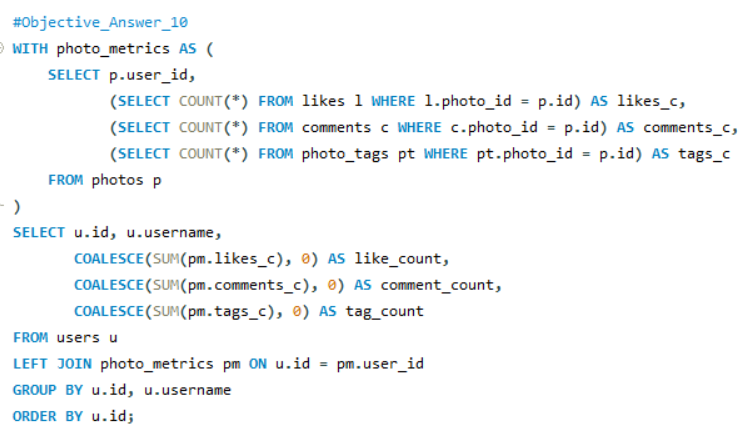 #Objective_Answer_10
WITH photo_metrics AS (
SELECT p.user_id,
(SELECT COUNT(*) FROM likes l WHERE l.photo_id = p.id) AS likes_c,
(SELECT COUNT(*) FROM comments c WHERE c.photo_id = p.id) AS comments_c,
(SELECT COUNT(*) FROM photo_tags pt WHERE pt.photo_id = p.id) AS tags_c
FROM photos p
)
SELECT u.id, u.username,
COALESCE(SUM(pm.likes_c), 0) AS like_count,
COALESCE(SUM(pm.comments_c), 0) AS comment_count,
COALESCE(SUM(pm.tags_c), 0) AS tag_count
FROM users u
LEFT JOIN photo_metrics pm ON u.id = pm.user_id
GROUP BY u.id, u.username
ORDER BY u.id;